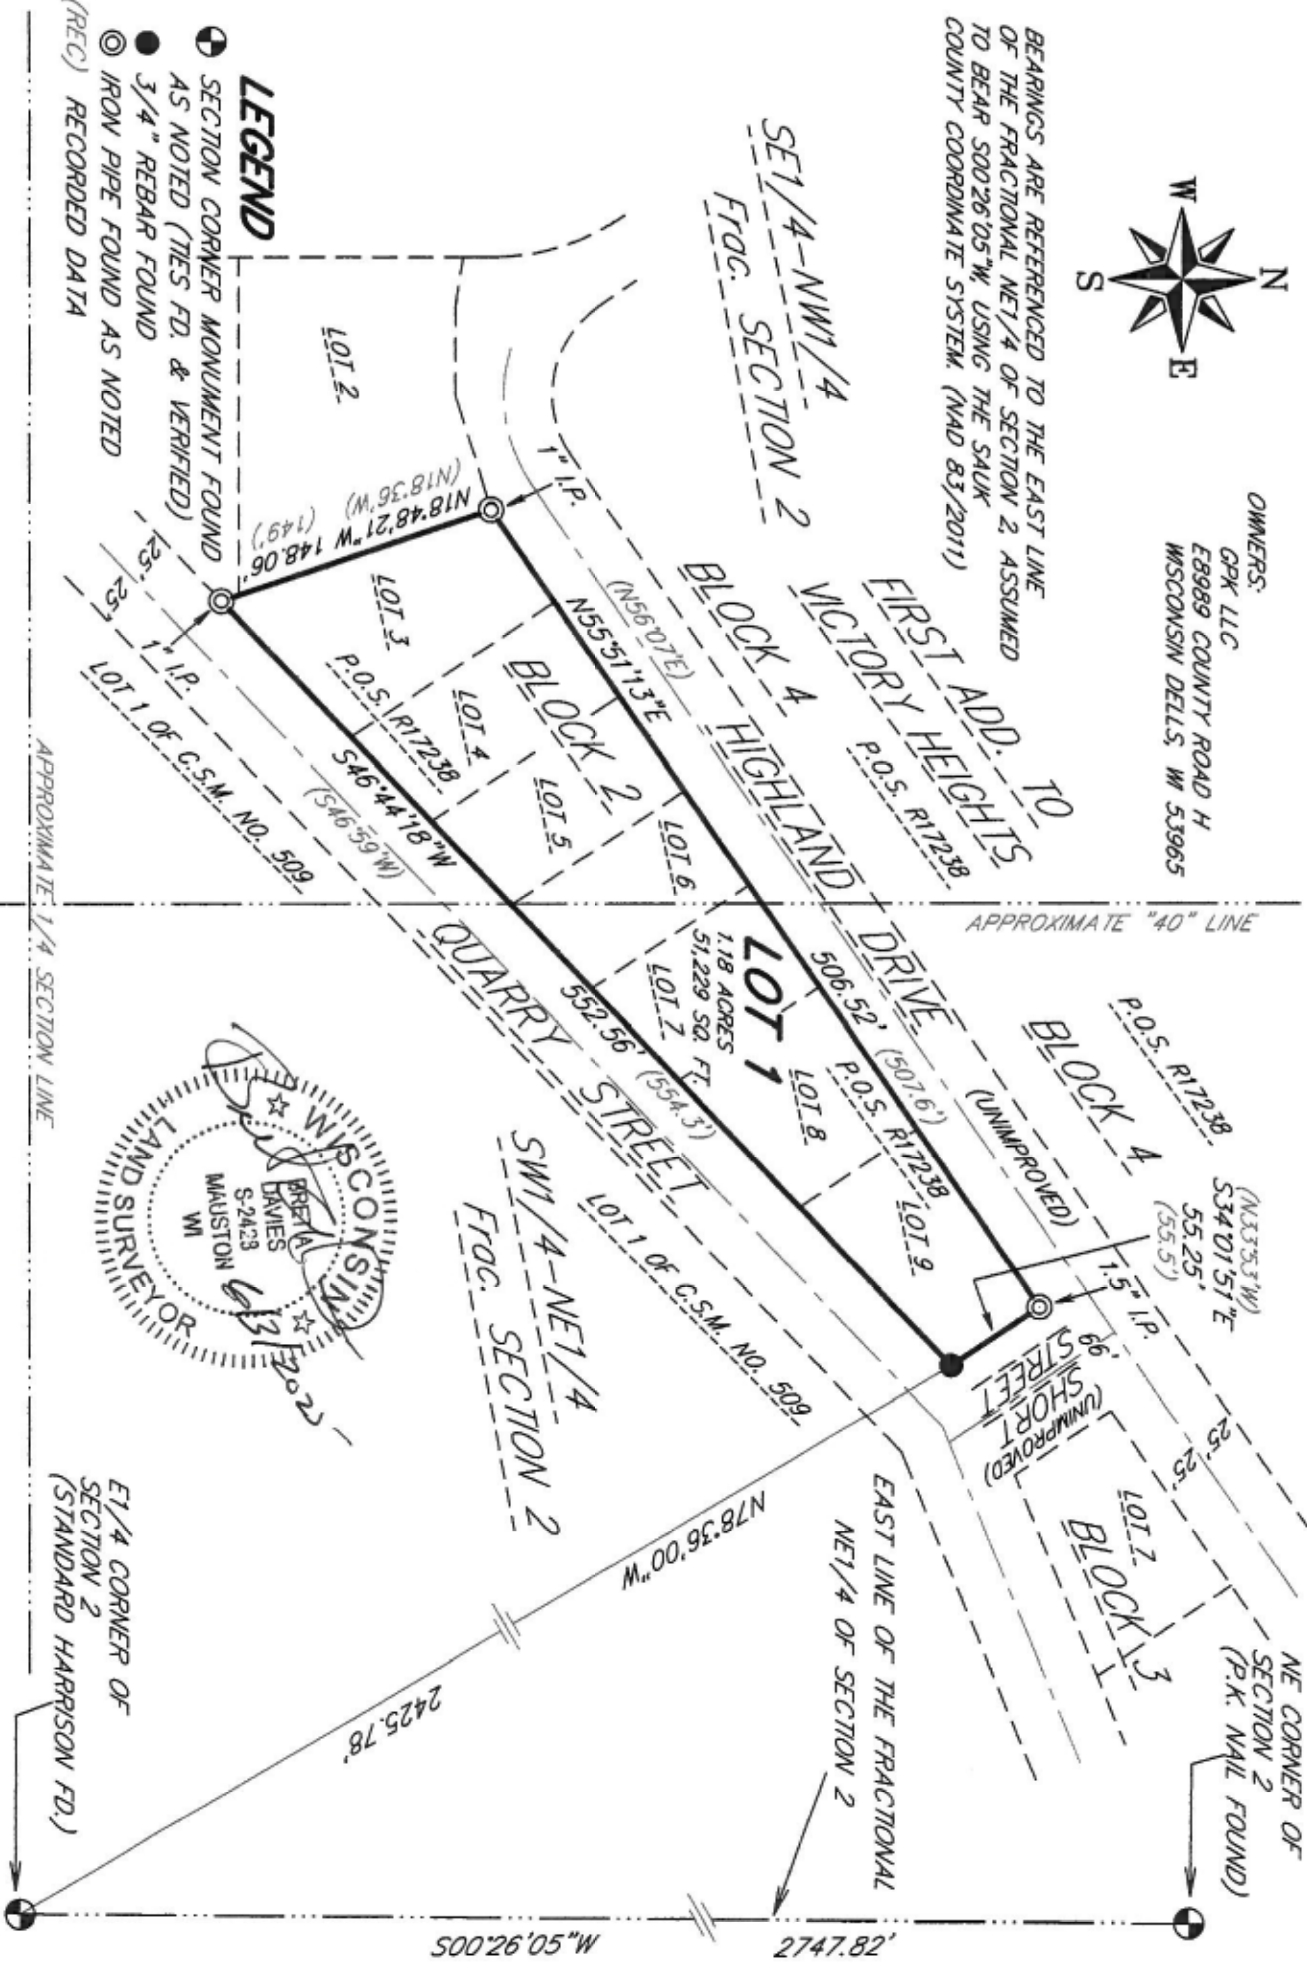 OWNERS:
GPK LLC
E8989 COUNTY ROAD H
WISCONSIN DELLS, WI 53965
N
W
E
S
BEARINGS ARE REFERENCED TO THE EAST LINE
OF THE FRACTIONAL NE1/4 OF SECTION 2, ASSUMED
TO BEAR S00°26'05"W, USING THE SAUK
COUNTY COORDINATE SYSTEM. (NAD 83/2011)
NE CORNER OF
SECTION 2
(P.K. NAIL FOUND)
APPROXIMATE "40" LINE
P.O.S. R17238
BLOCK 4
(N33°53'W)
S34°01'51"E
55.25'
(55.5')
1.5" I.P.
25' 25'
LOT 7
BLOCK 3
66'
SHORT
STREET
(UNIMPROVED)
FIRST ADD. TO
VICTORY HEIGHTS
P.O.S. R17238
BLOCK 4
HIGHLAND DRIVE
(UNIMPROVED)
SE1/4-NW1/4
Frac. SECTION 2
(N56°07'E)
N55°51'13"E
506.52'
(507.6')
1" I.P.
BLOCK 2
LOT 1
1.18 ACRES
51,229 SQ. FT.
LOT 2
LOT 3
LOT 4
LOT 5
LOT 6
LOT 7
LOT 8
LOT 9
P.O.S. R17238
P.O.S. R17238
N18°48'21"W 148.06'
(N18°36'W)
(149')
S46°44'18"W
552.56'
(S46°59'W)
(554.3')
QUARRY STREET
25'
25'
1" I.P.
LOT 1 OF C.S.M. NO. 509
LOT 1 OF C.S.M. NO. 509
SW1/4-NE1/4
Frac. SECTION 2
EAST LINE OF THE FRACTIONAL
NE1/4 OF SECTION 2
N78°36'00"W
2425.78'
S00°26'05"W
2747.82'
LEGEND
SECTION CORNER MONUMENT FOUND
AS NOTED (TIES FD. & VERIFIED)
3/4" REBAR FOUND
IRON PIPE FOUND AS NOTED
(REC) RECORDED DATA
APPROXIMATE 1/4 SECTION LINE
WISCONSIN
BRET A.
DAVIES
S-2423
MAUSTON
WI
LAND SURVEYOR
E1/4 CORNER OF
SECTION 2
(STANDARD HARRISON FD.)